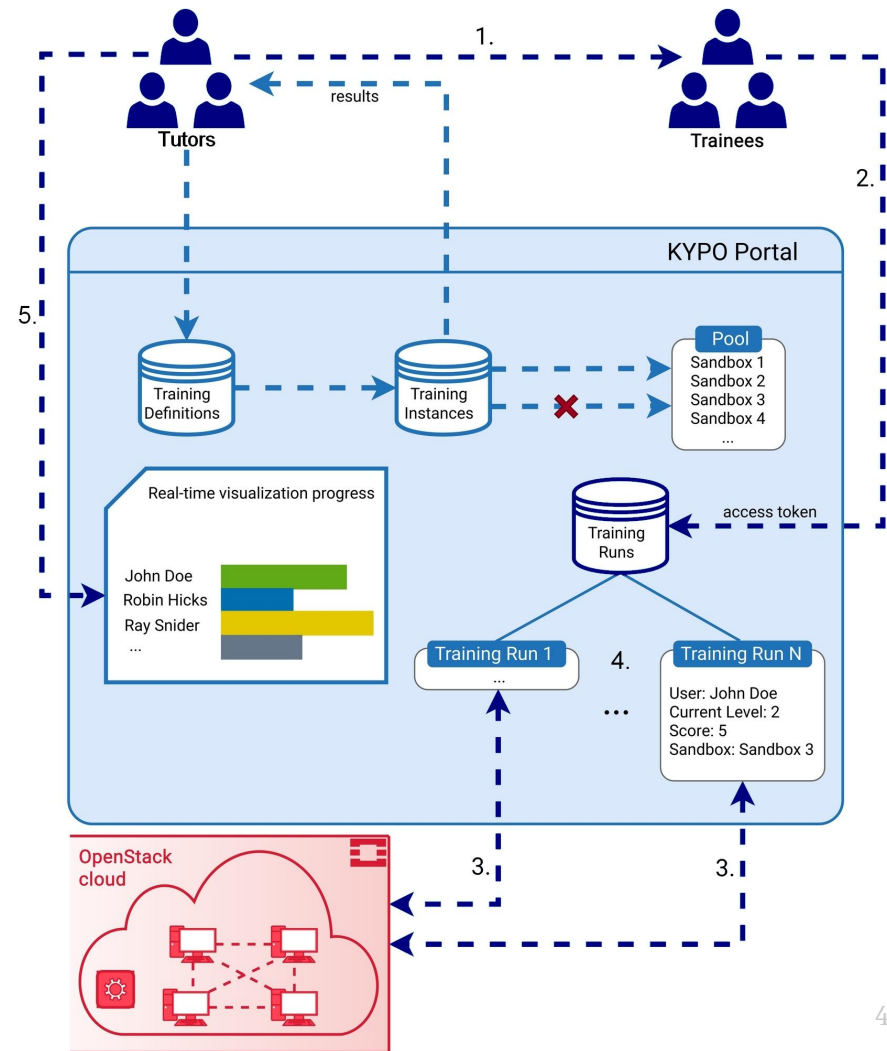 1.
results
Tutors
Trainees
2.
KYPO Portal
5.
Training
Definitions
Training
Instances
Pool
Sandbox 1
Sandbox 2
Sandbox 3
Sandbox 4
...
Real-time visualization progress
John Doe
Robin Hicks
Ray Snider
...
Training
Runs
access token
Training Run 1
...
4.
...
Training Run N
User: John Doe
Current Level: 2
Score: 5
Sandbox: Sandbox 3
OpenStack
cloud
3.
3.
4